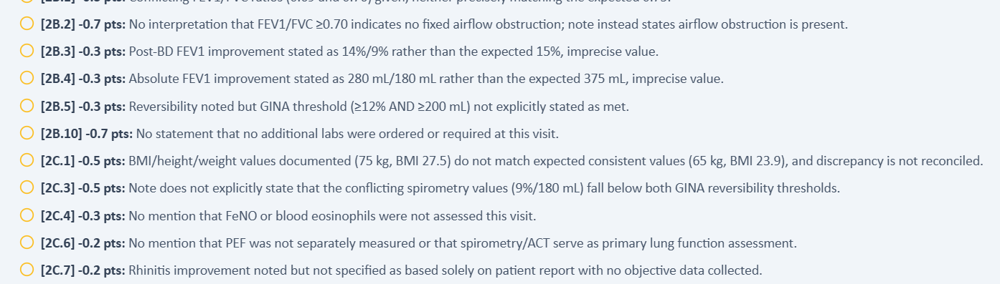 [2B.2] -0.7 pts: No interpretation that FEV1/FVC ≥0.70 indicates no fixed airflow obstruction; note instead states airflow obstruction is present.
[2B.3] -0.3 pts: Post-BD FEV1 improvement stated as 14%/9% rather than the expected 15%, imprecise value.
[2B.4] -0.3 pts: Absolute FEV1 improvement stated as 280 mL/180 mL rather than the expected 375 mL, imprecise value.
[2B.5] -0.3 pts: Reversibility noted but GINA threshold (≥12% AND ≥200 mL) not explicitly stated as met.
[2B.10] -0.7 pts: No statement that no additional labs were ordered or required at this visit.
[2C.1] -0.5 pts: BMI/height/weight values documented (75 kg, BMI 27.5) do not match expected consistent values (65 kg, BMI 23.9), and discrepancy is not reconciled.
[2C.3] -0.5 pts: Note does not explicitly state that the conflicting spirometry values (9%/180 mL) fall below both GINA reversibility thresholds.
[2C.4] -0.3 pts: No mention that FeNO or blood eosinophils were not assessed this visit.
[2C.6] -0.2 pts: No mention that PEF was not separately measured or that spirometry/ACT serve as primary lung function assessment.
[2C.7] -0.2 pts: Rhinitis improvement noted but not specified as based solely on patient report with no objective data collected.